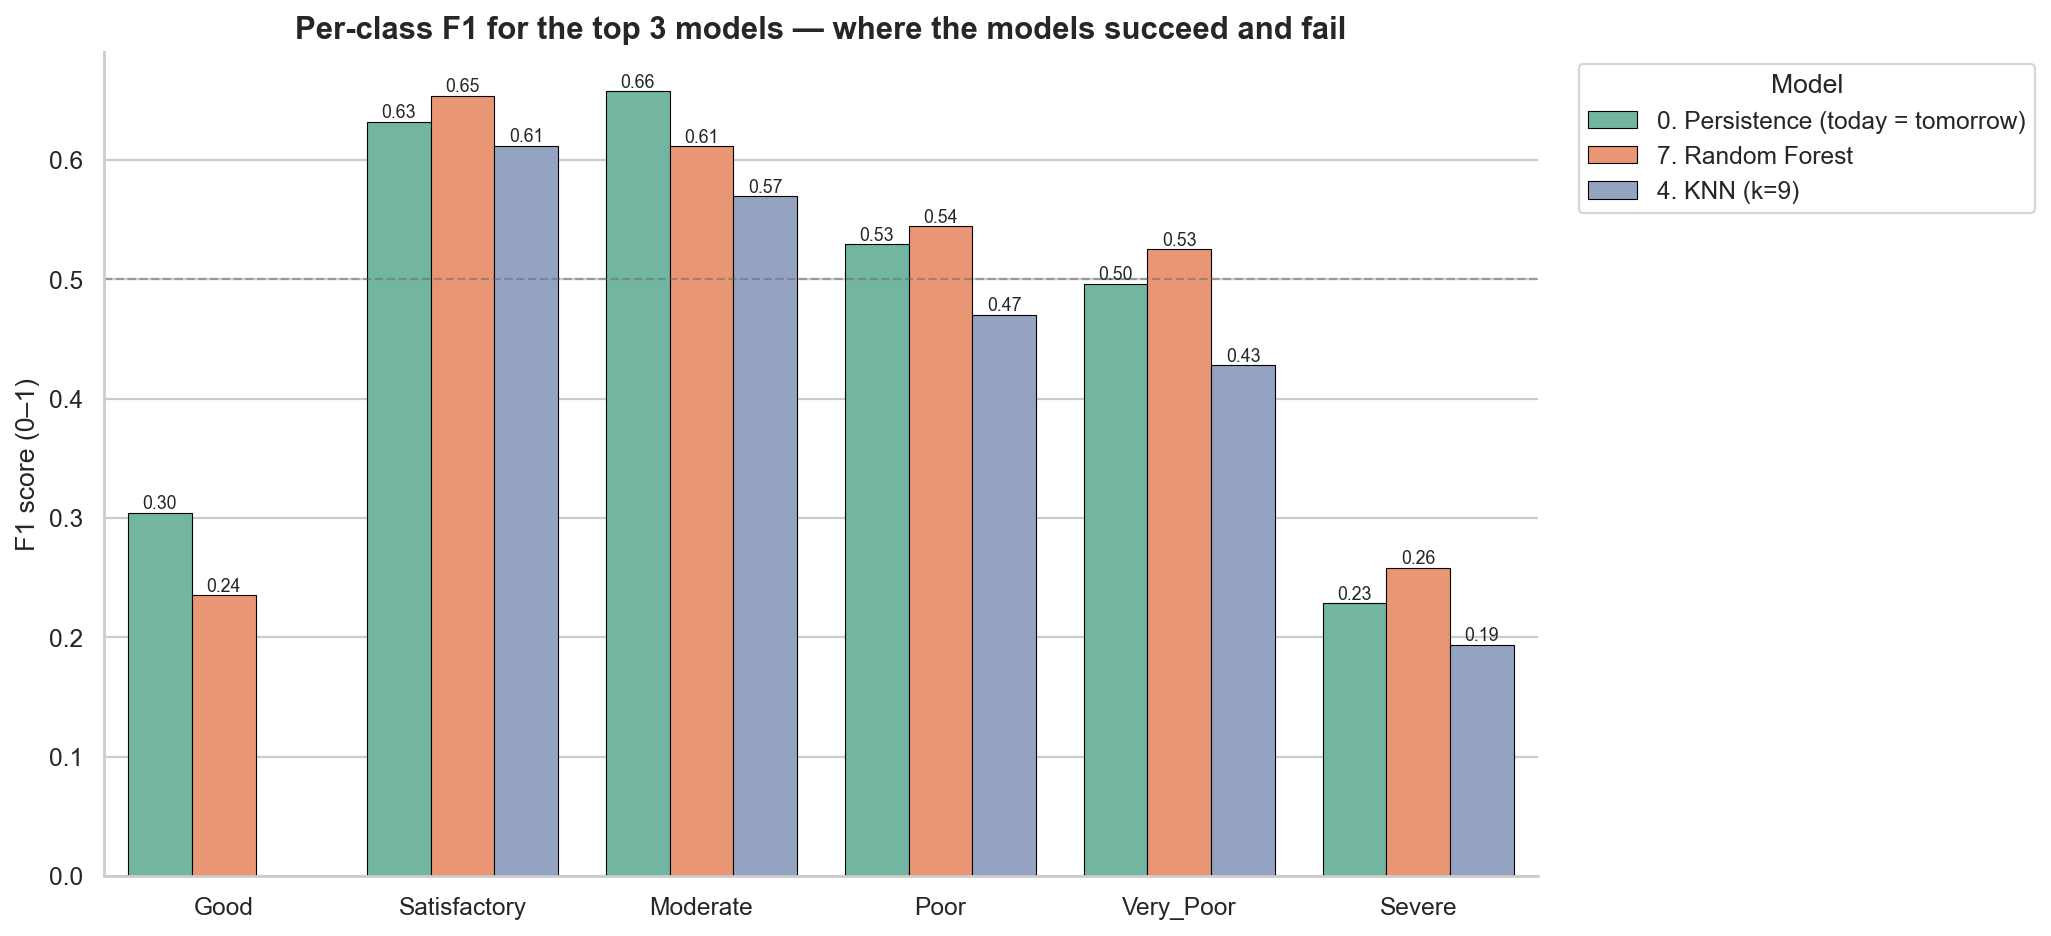 Per-class F1 for the top 3 models — where the models succeed and fail
Model
0. Persistence (today = tomorrow)
7. Random Forest
4. KNN (k=9)
F1 score (0–1)
0.6
0.5
0.4
0.3
0.2
0.1
0.0
0.30
0.24
0.63
0.65
0.61
0.66
0.61
0.57
0.53
0.54
0.47
0.50
0.53
0.43
0.23
0.26
0.19
Good
Satisfactory
Moderate
Poor
Very_Poor
Severe